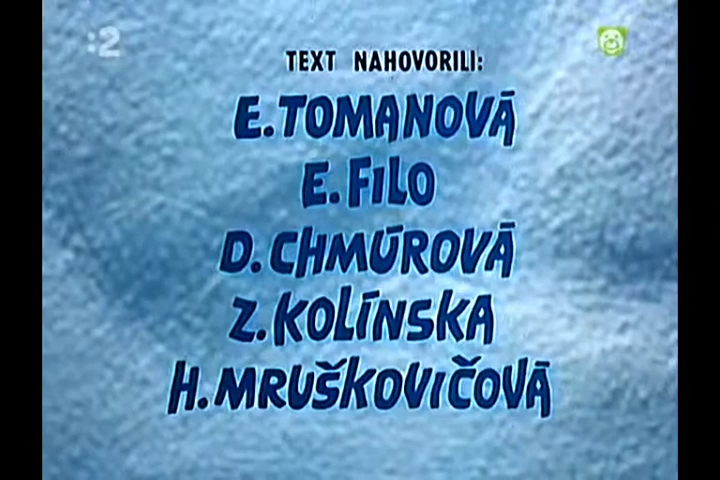 :2
TEXT NAHOVORILI:
E. TOMANOVÁ
E. FILO
D. CHMÚROVÁ
Z. KOLÍNSKA
H. MRUŠKOVIČOVÁ